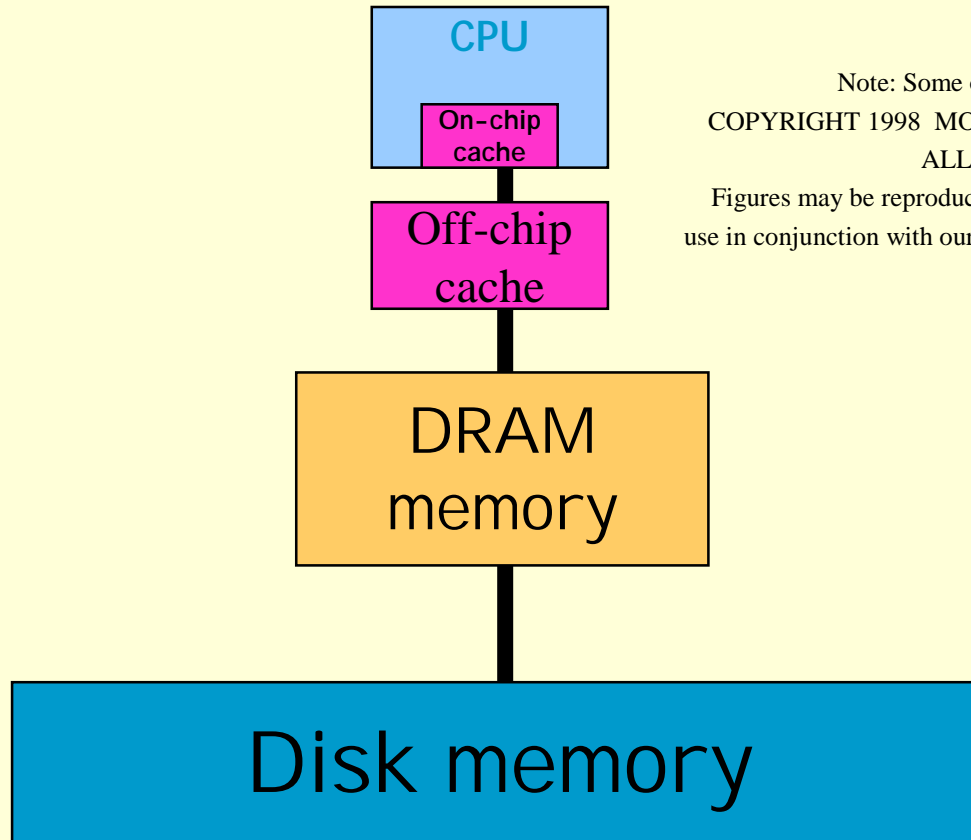 CPU
On-chip
cache
Note: Some
COPYRIGHT 1998 MO
ALL
Figures may be reproduc
use in conjunction with our
Off-chip
cache
DRAM
memory
Disk memory